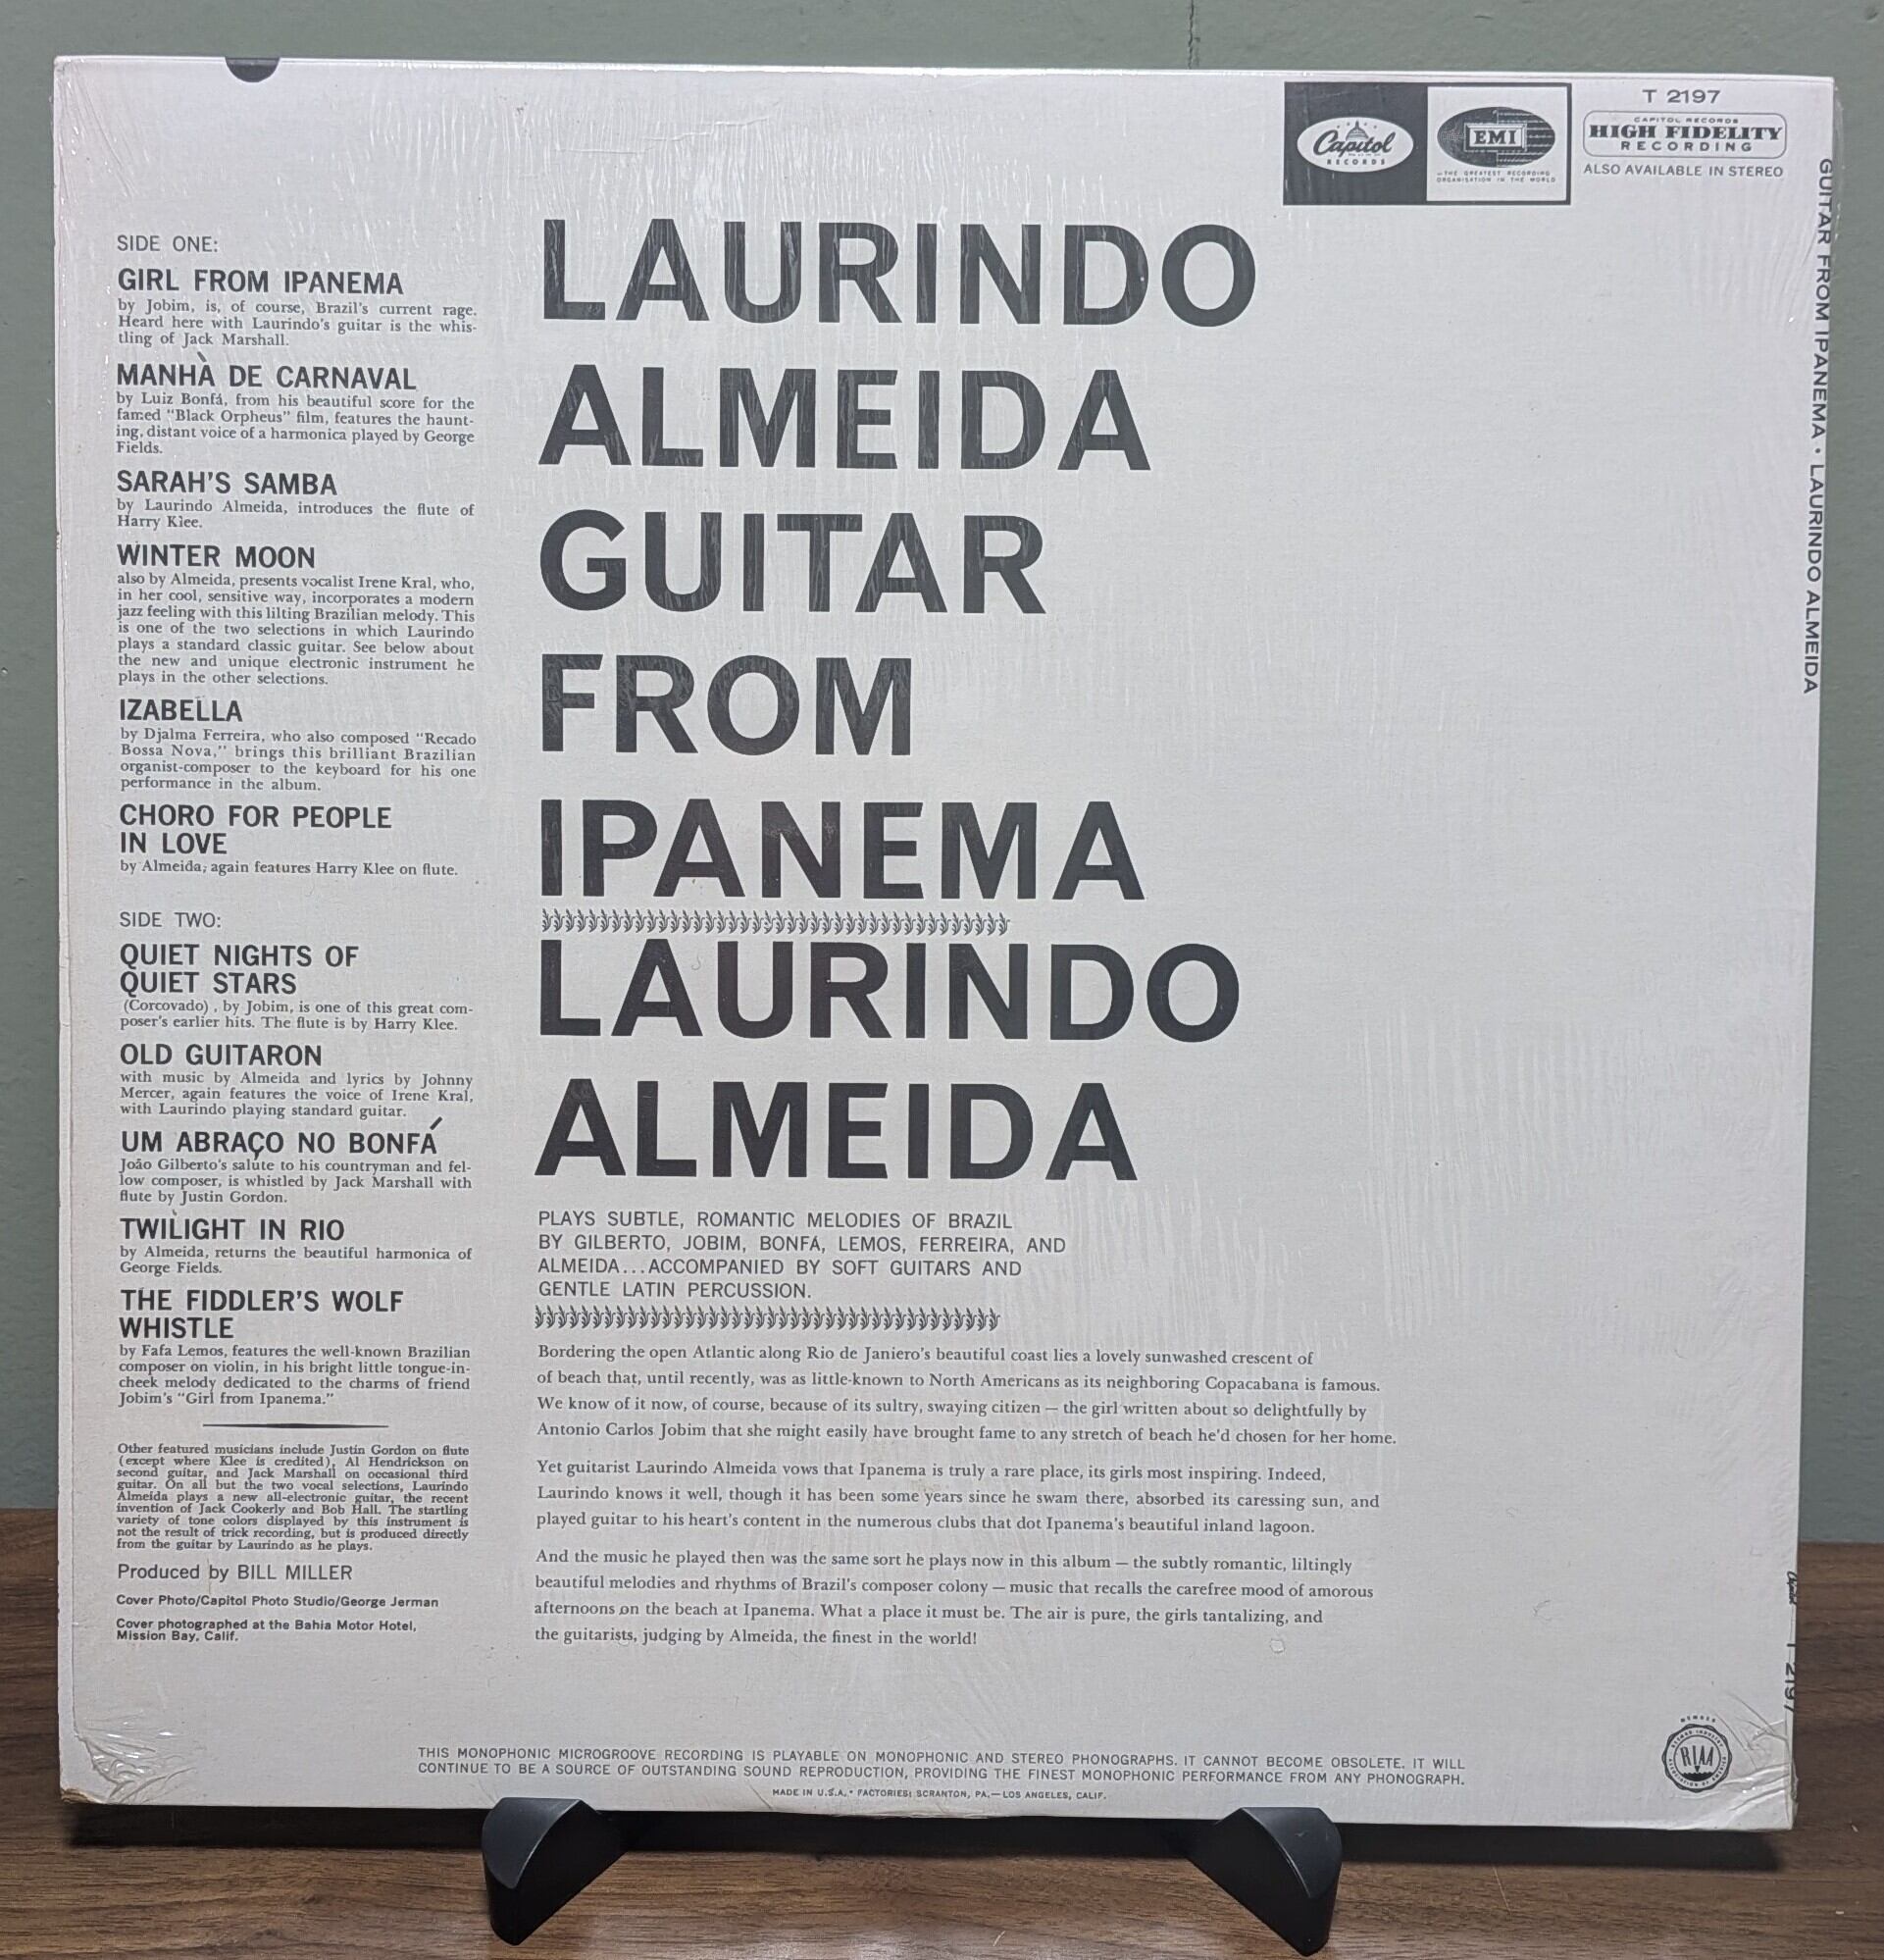 Capitol
RECORDS
EMI
—THE GREATEST RECORDING
ORGANISATION IN THE WORLD
T 2197
CAPITOL RECORDS
HIGH FIDELITY
RECORDING
ALSO AVAILABLE IN STEREO
GUITAR FROM IPANEMA • LAURINDO ALMEIDA
SIDE ONE:
GIRL FROM IPANEMA
by Jobim, is, of course, Brazil's current rage.
Heard here with Laurindo's guitar is the whis-
tling of Jack Marshall.
MANHÀ DE CARNAVAL
by Luiz Bonfá, from his beautiful score for the
famed "Black Orpheus" film, features the haunt-
ing, distant voice of a harmonica played by George
Fields.
SARAH'S SAMBA
by Laurindo Almeida, introduces the flute of
Harry Klee.
WINTER MOON
also by Almeida, presents vocalist Irene Kral, who,
in her cool, sensitive way, incorporates a modern
jazz feeling with this lilting Brazilian melody. This
is one of the two selections in which Laurindo
plays a standard classic guitar. See below about
the new and unique electronic instrument he
plays in the other selections.
IZABELLA
by Djalma Ferreira, who also composed "Recado
Bossa Nova," brings this brilliant Brazilian
organist-composer to the keyboard for his one
performance in the album.
CHORO FOR PEOPLE
IN LOVE
by Almeida, again features Harry Klee on flute.
SIDE TWO:
QUIET NIGHTS OF
QUIET STARS
(Corcovado) , by Jobim, is one of this great com-
poser's earlier hits. The flute is by Harry Klee.
OLD GUITARON
with music by Almeida and lyrics by Johnny
Mercer, again features the voice of Irene Kral,
with Laurindo playing standard guitar.
UM ABRAÇO NO BONFÁ
João Gilberto's salute to his countryman and fel-
low composer, is whistled by Jack Marshall with
flute by Justin Gordon.
TWILIGHT IN RIO
by Almeida, returns the beautiful harmonica of
George Fields.
THE FIDDLER'S WOLF
WHISTLE
by Fafa Lemos, features the well-known Brazilian
composer on violin, in his bright little tongue-in-
cheek melody dedicated to the charms of friend
Jobim's "Girl from Ipanema."
Other featured musicians include Justin Gordon on flute
(except where Klee is credited), Al Hendrickson on
second guitar, and Jack Marshall on occasional third
guitar. On all but the two vocal selections, Laurindo
Almeida plays a new all-electronic guitar, the recent
invention of Jack Cookerly and Bob Hall. The startling
variety of tone colors displayed by this instrument is
not the result of trick recording, but is produced directly
from the guitar by Laurindo as he plays.
Produced by BILL MILLER
Cover Photo/Capitol Photo Studio/George Jerman
Cover photographed at the Bahia Motor Hotel,
Mission Bay, Calif.
LAURINDO
ALMEIDA
GUITAR
FROM
IPANEMA
LAURINDO
ALMEIDA
PLAYS SUBTLE, ROMANTIC MELODIES OF BRAZIL
BY GILBERTO, JOBIM, BONFÁ, LEMOS, FERREIRA, AND
ALMEIDA...ACCOMPANIED BY SOFT GUITARS AND
GENTLE LATIN PERCUSSION.
Bordering the open Atlantic along Rio de Janiero's beautiful coast lies a lovely sunwashed crescent of
of beach that, until recently, was as little-known to North Americans as its neighboring Copacabana is famous.
We know of it now, of course, because of its sultry, swaying citizen — the girl written about so delightfully by
Antonio Carlos Jobim that she might easily have brought fame to any stretch of beach he'd chosen for her home.
Yet guitarist Laurindo Almeida vows that Ipanema is truly a rare place, its girls most inspiring. Indeed,
Laurindo knows it well, though it has been some years since he swam there, absorbed its caressing sun, and
played guitar to his heart's content in the numerous clubs that dot Ipanema's beautiful inland lagoon.
And the music he played then was the same sort he plays now in this album — the subtly romantic, liltingly
beautiful melodies and rhythms of Brazil's composer colony — music that recalls the carefree mood of amorous
afternoons on the beach at Ipanema. What a place it must be. The air is pure, the girls tantalizing, and
the guitarists, judging by Almeida, the finest in the world!
Capitol T 2197
MEMBER
RIAA
THIS MONOPHONIC MICROGROOVE RECORDING IS PLAYABLE ON MONOPHONIC AND STEREO PHONOGRAPHS. IT CANNOT BECOME OBSOLETE. IT WILL
CONTINUE TO BE A SOURCE OF OUTSTANDING SOUND REPRODUCTION, PROVIDING THE FINEST MONOPHONIC PERFORMANCE FROM ANY PHONOGRAPH.
MADE IN U.S.A. • FACTORIES: SCRANTON, PA.—LOS ANGELES, CALIF.